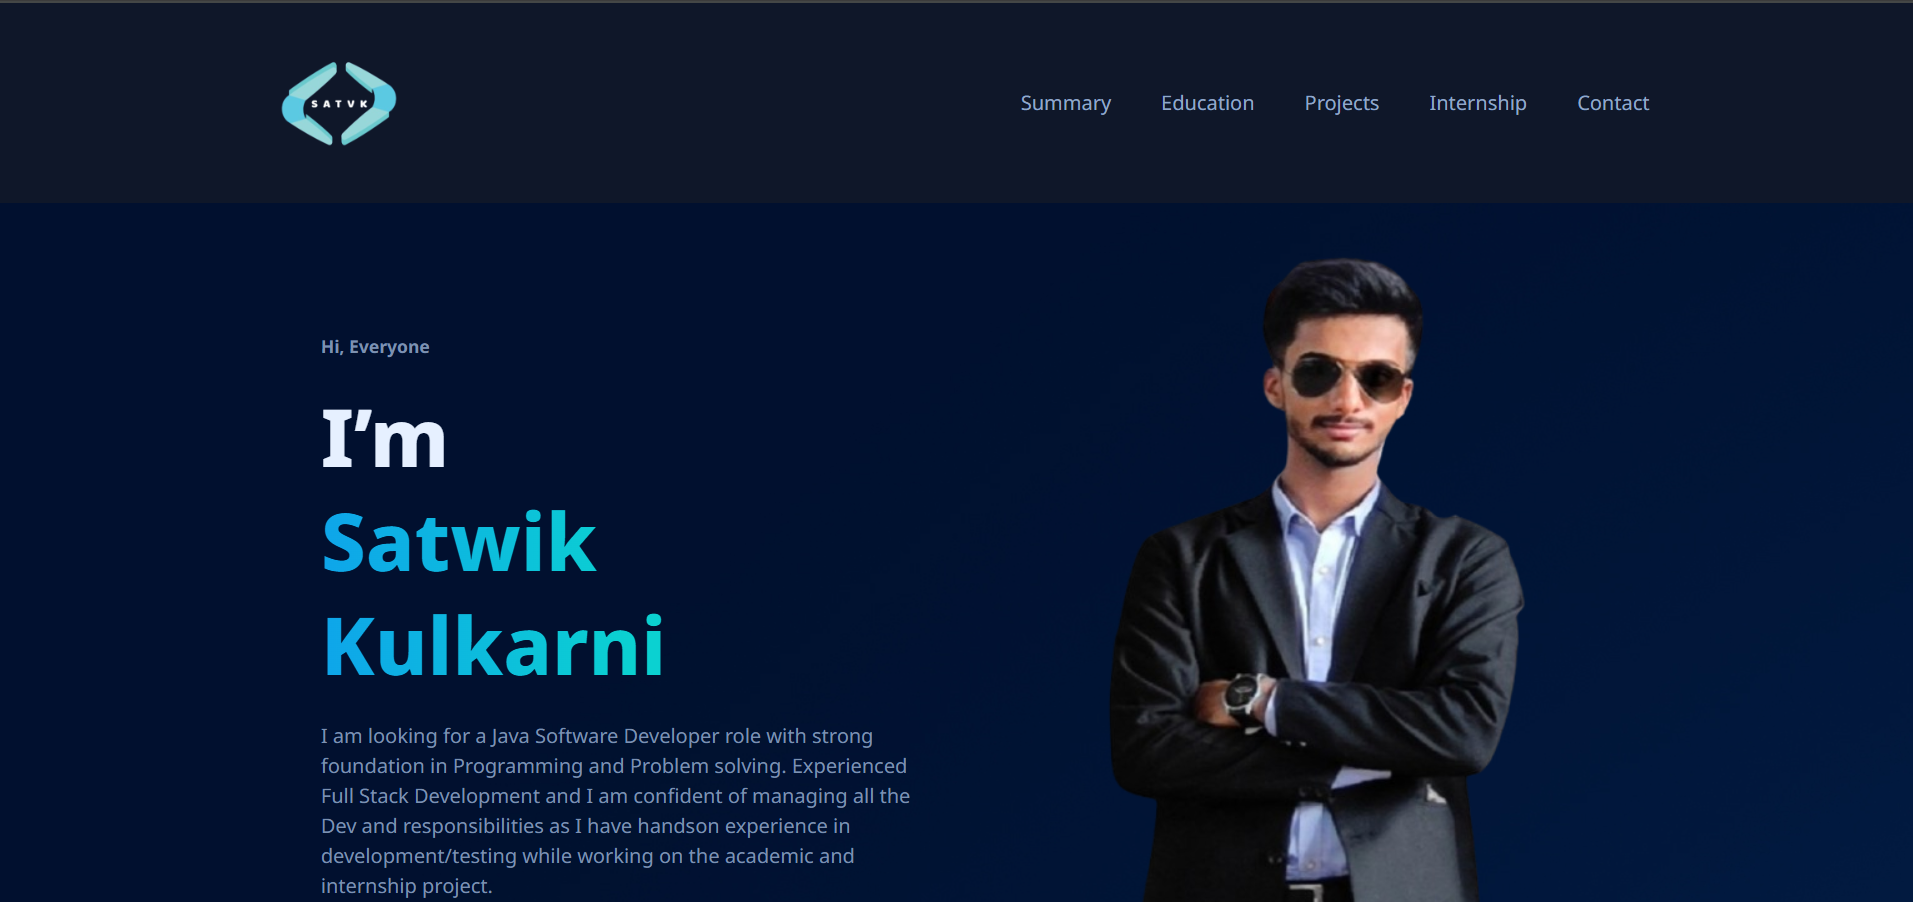 SATVK
Summary Education Projects Internship Contact
Hi, Everyone
I’m
Satwik
Kulkarni
I am looking for a Java Software Developer role with strong
foundation in Programming and Problem solving. Experienced
Full Stack Development and I am confident of managing all the
Dev and responsibilities as I have handson experience in
development/testing while working on the academic and
internship project.